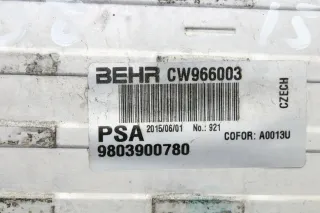 BEHR CW966003
CZECH
PSA 2015/06/01 No.: 921
COFOR: A0013U
9803900780